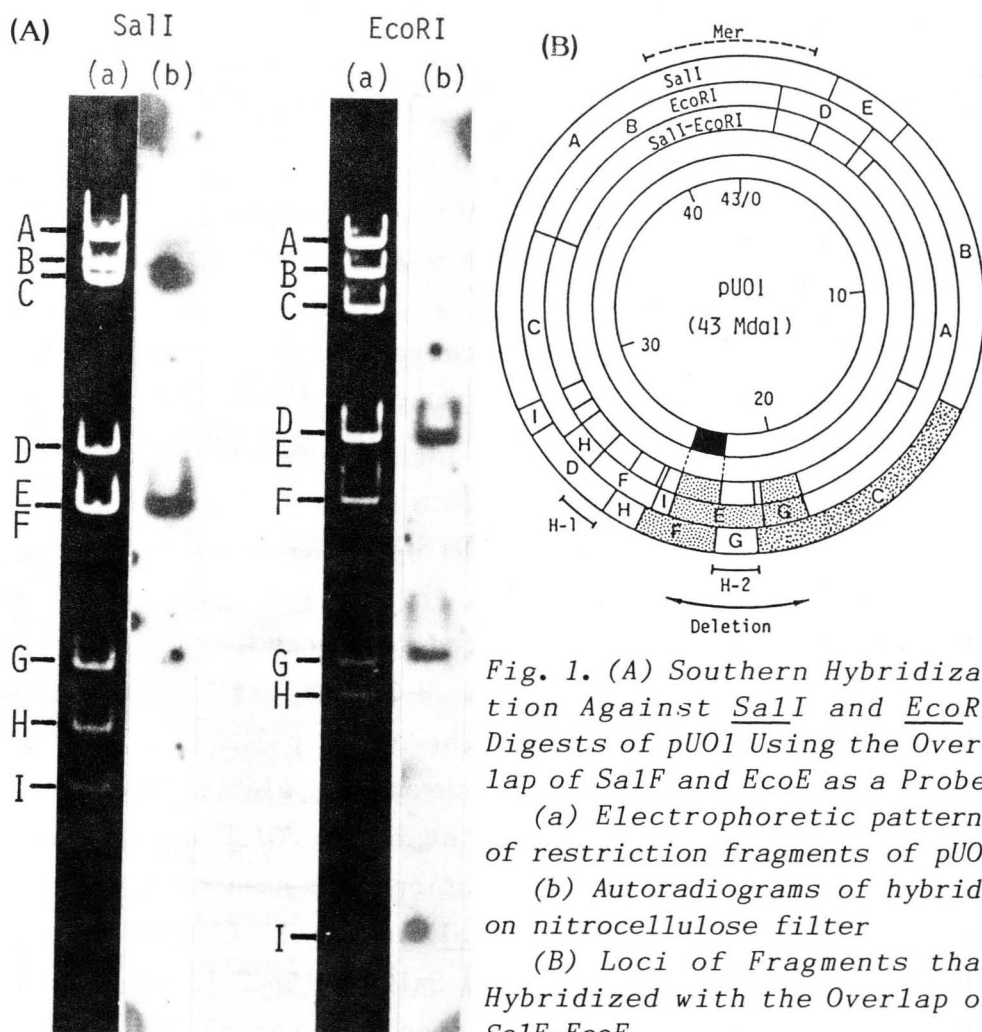 (A)
SalI
EcoRI
(a) (b)
(a) (b)
A
B
C
D
E
F
G
H
I
A
B
C
D
E
F
G
H
I
(B)
Mer
SalI
EcoRI
SalI-EcoRI
A
B
D
E
B
A
C
G
E
G
F
I
F
H
H
D
I
C
H-1
H-2
Deletion
43/0
10
20
30
40
pUO1
(43 Mdal)
Fig. 1. (A) Southern Hybridiza
tion Against SalI and EcoR
Digests of pUO1 Using the Over
lap of SalF and EcoE as a Probe
(a) Electrophoretic pattern
of restriction fragments of pUO
(b) Autoradiograms of hybrid
on nitrocellulose filter
(B) Loci of Fragments tha
Hybridized with the Overlap o